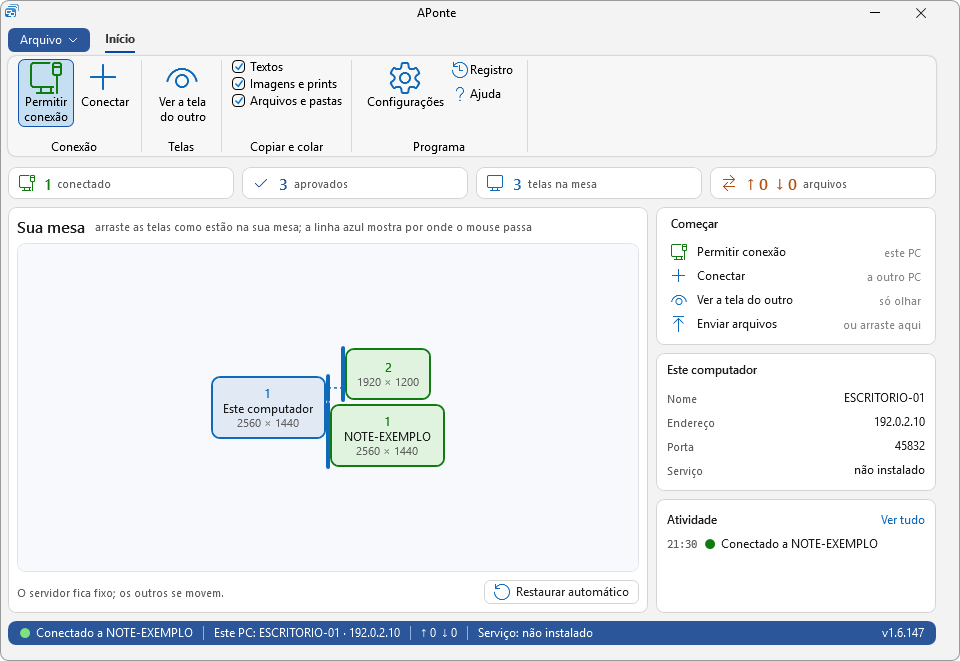 APonte
Arquivo
Início
Permitir conexão
Conectar
Conexão
Ver a tela do outro
Telas
Textos
Imagens e prints
Arquivos e pastas
Copiar e colar
Configurações
Registro
? Ajuda
Programa
1 conectado
3 aprovados
3 telas na mesa
↑ 0 ↓ 0 arquivos
Sua mesa arraste as telas como estão na sua mesa; a linha azul mostra por onde o mouse passa
2
1920 × 1200
1
Este computador
2560 × 1440
1
NOTE-EXEMPLO
2560 × 1440
O servidor fica fixo; os outros se movem.
Restaurar automático
Começar
Permitir conexão este PC
Conectar a outro PC
Ver a tela do outro só olhar
Enviar arquivos ou arraste aqui
Este computador
Nome ESCRITORIO-01
Endereço 192.0.2.10
Porta 45832
Serviço não instalado
Atividade Ver tudo
21:30 Conectado a NOTE-EXEMPLO
Conectado a NOTE-EXEMPLO Este PC: ESCRITORIO-01 · 192.0.2.10 ↑ 0 ↓ 0 Serviço: não instalado v1.6.147